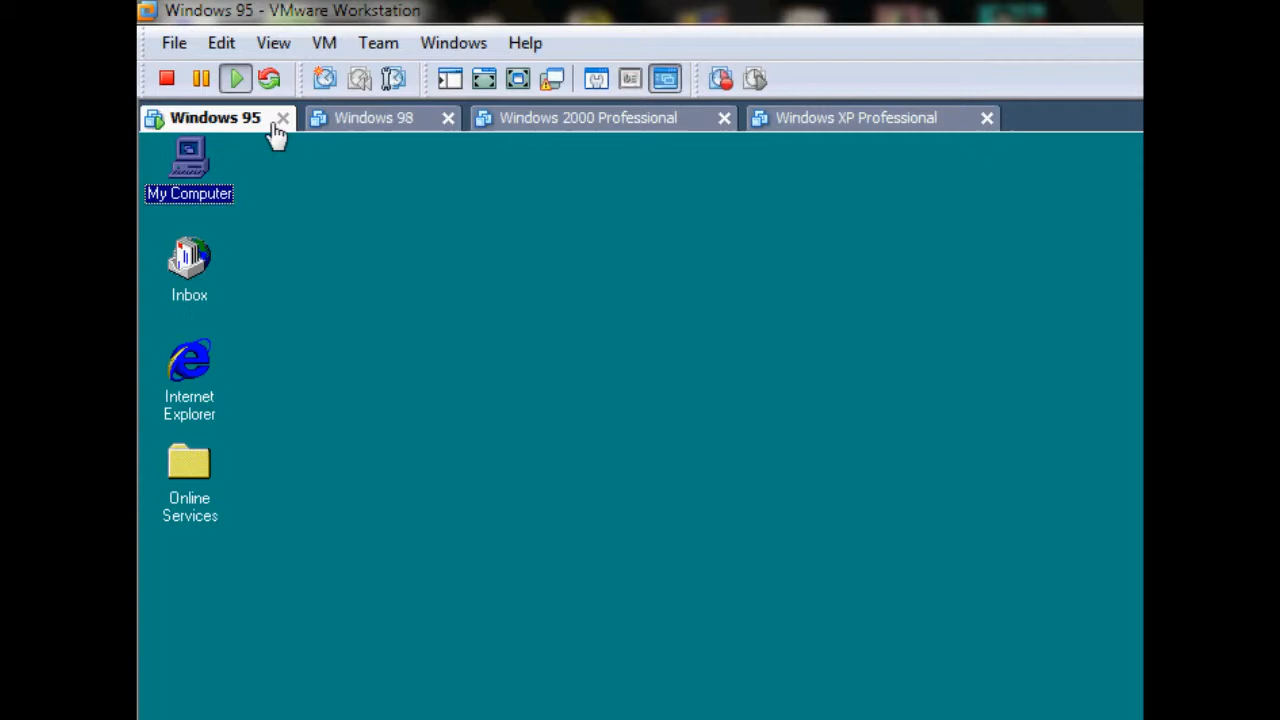 Windows 95 - VMware Workstation
File Edit View VM Team Windows Help
Windows 95 Windows 98 Windows 2000 Professional Windows XP Professional
My Computer
Inbox
Internet
Explorer
Online
Services